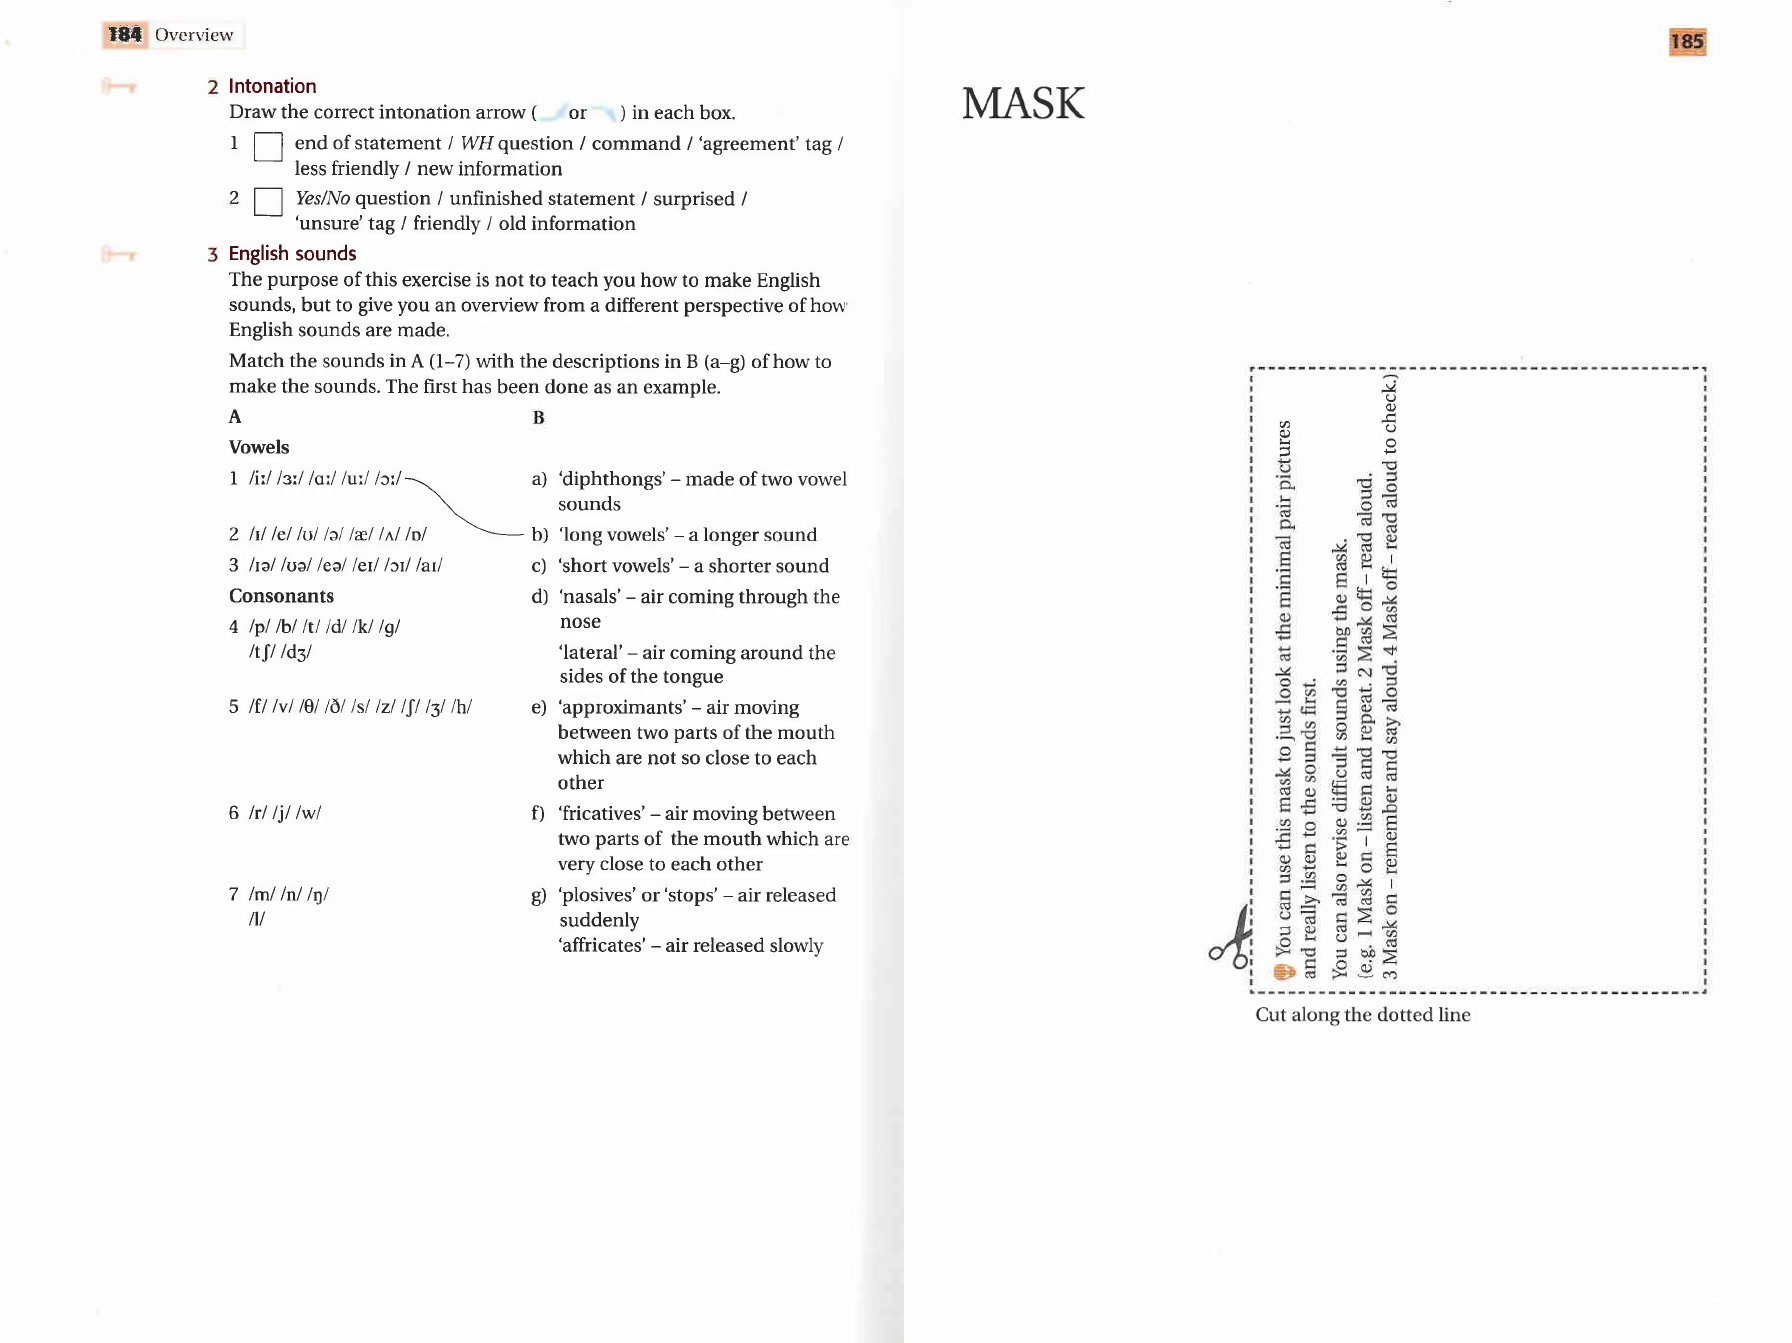 184 Overview
2 Intonation
Draw the correct intonation arrow ( or ) in each box.
1 end of statement / WH question / command / ‘agreement’ tag /
less friendly / new information
2 Yes/No question / unfinished statement / surprised /
‘unsure’ tag / friendly / old information
3 English sounds
The purpose of this exercise is not to teach you how to make English
sounds, but to give you an overview from a different perspective of how
English sounds are made.
Match the sounds in A (1–7) with the descriptions in B (a–g) of how to
make the sounds. The first has been done as an example.
A
Vowels
1 /iː/ /ɜː/ /ɑː/ /uː/ /ɔː/
2 /ɪ/ /e/ /ʊ/ /ə/ /æ/ /ʌ/ /ɒ/
3 /ɪə/ /ʊə/ /eə/ /eɪ/ /ɔɪ/ /aɪ/
Consonants
4 /p/ /b/ /t/ /d/ /k/ /g/
/tʃ/ /dʒ/
5 /f/ /v/ /θ/ /ð/ /s/ /z/ /ʃ/ /ʒ/ /h/
6 /r/ /j/ /w/
7 /m/ /n/ /ŋ/
/l/
B
a) ‘diphthongs’ – made of two vowel
sounds
b) ‘long vowels’ – a longer sound
c) ‘short vowels’ – a shorter sound
d) ‘nasals’ – air coming through the
nose
‘lateral’ – air coming around the
sides of the tongue
e) ‘approximants’ – air moving
between two parts of the mouth
which are not so close to each
other
f) ‘fricatives’ – air moving between
two parts of the mouth which are
very close to each other
g) ‘plosives’ or ‘stops’ – air released
suddenly
‘affricates’ – air released slowly
185
MASK
You can use this mask to just look at the minimal pair pictures
and really listen to the sounds first.
You can also revise difficult sounds using the mask.
(e.g. 1 Mask on – listen and repeat. 2 Mask off – read aloud.
3 Mask on – remember and say aloud. 4 Mask off – read aloud to check.)
Cut along the dotted line